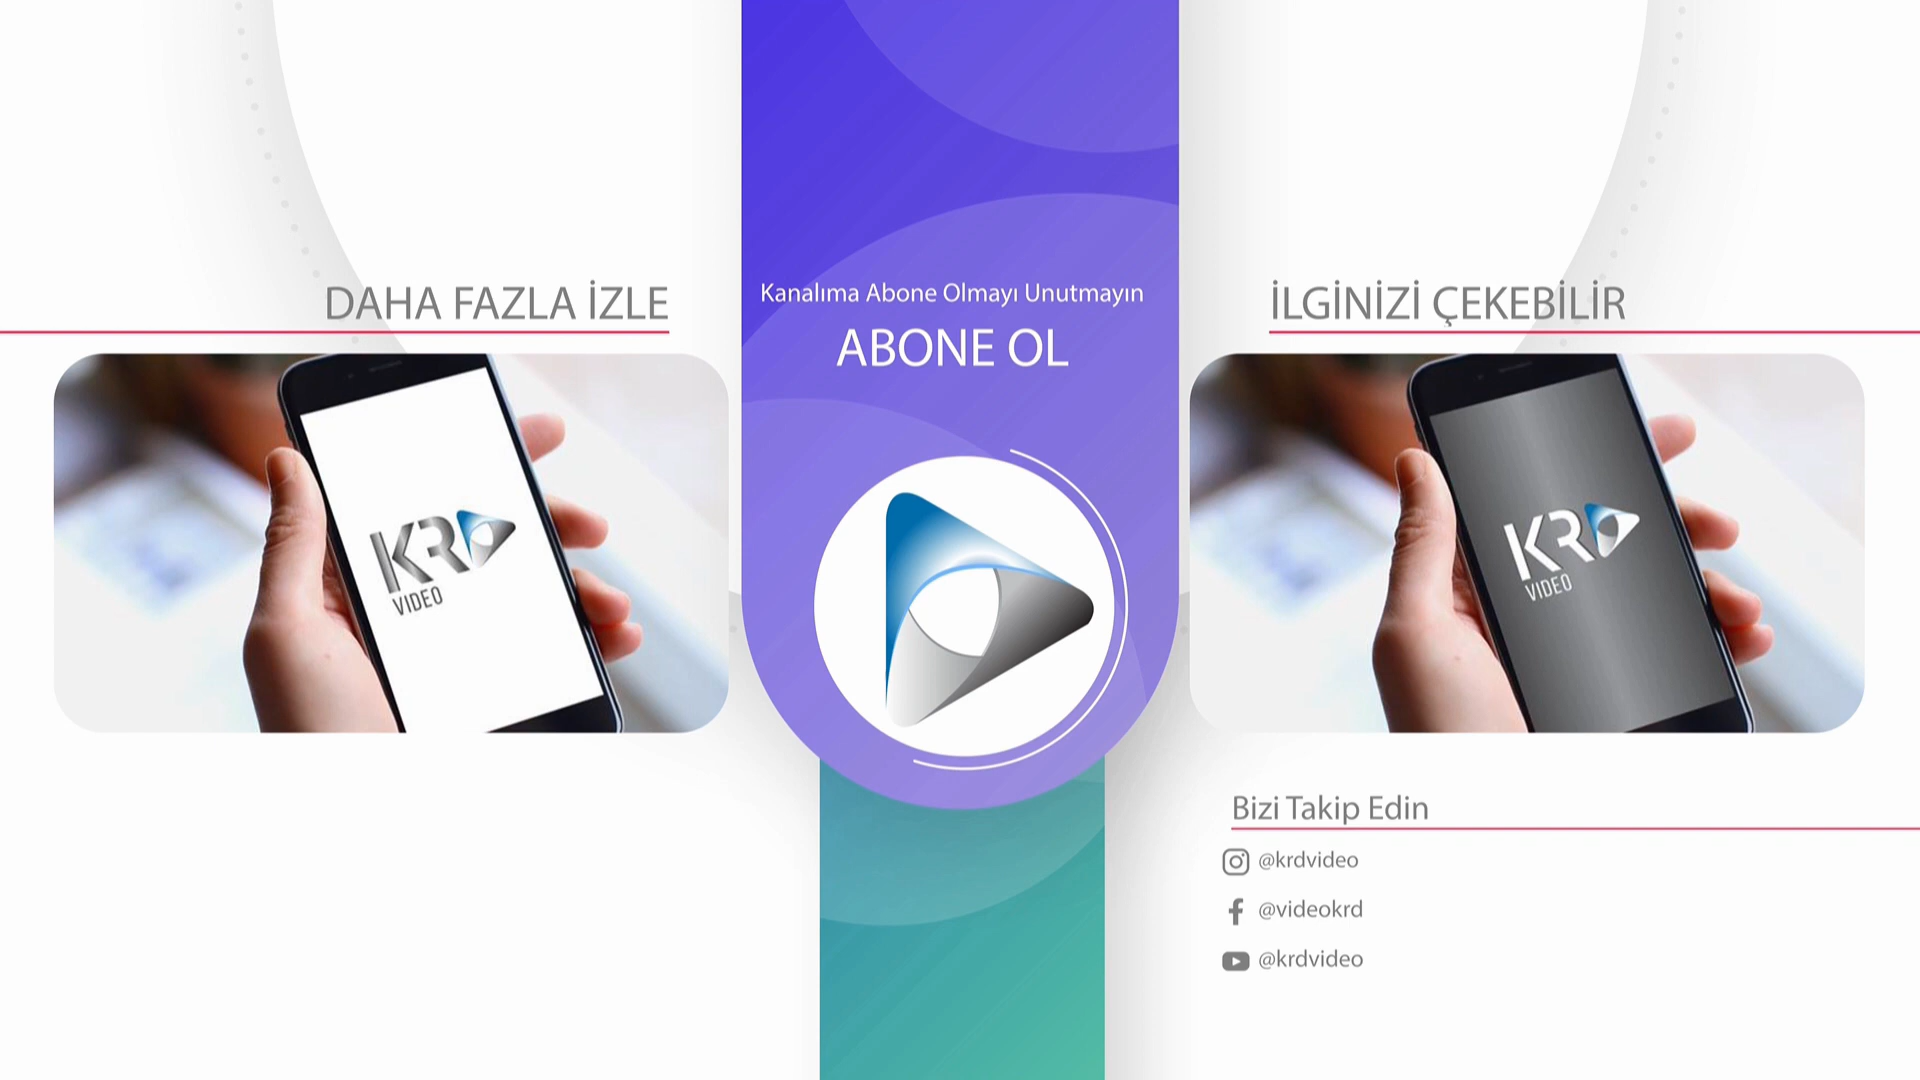 DAHA FAZLA İZLE
KRD
VIDEO
Kanalıma Abone Olmayı Unutmayın
ABONE OL
İLGİNİZİ ÇEKEBİLİR
KRD
VIDEO
Bizi Takip Edin
@krdvideo
@videokrd
@krdvideo